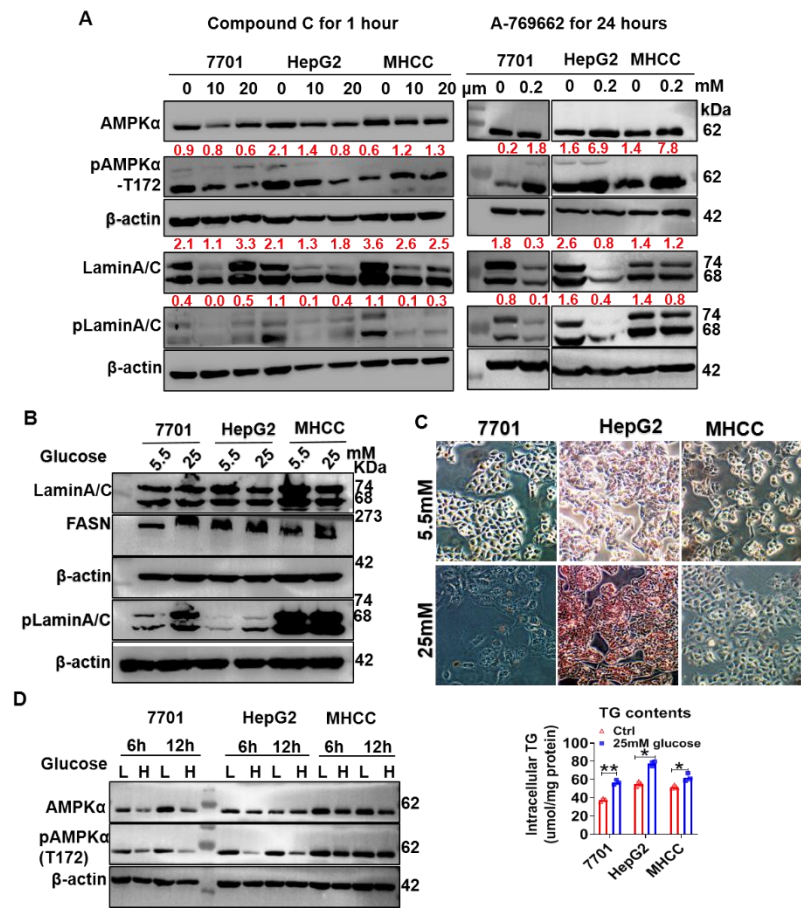 A
Compound C for 1 hour
A-769662 for 24 hours
7701 HepG2 MHCC
7701 HepG2 MHCC
0 10 20 0 10 20 0 10 20 μm
0 0.2 0 0.2 0 0.2 mM
kDa
AMPKα
62
0.9 0.8 0.6 2.1 1.4 0.8 0.6 1.2 1.3
0.2 1.8 1.6 6.9 1.4 7.8
pAMPKα
-T172
62
β-actin
42
2.1 1.1 3.3 2.1 1.3 1.8 3.6 2.6 2.5
1.8 0.3 2.6 0.8 1.4 1.2
LaminA/C
74
68
0.4 0.0 0.5 1.1 0.1 0.4 1.1 0.1 0.3
0.8 0.1 1.6 0.4 1.4 0.8
pLaminA/C
74
68
β-actin
42
B
7701 HepG2 MHCC
Glucose 5.5 25 5.5 25 5.5 25 mM
KDa
LaminA/C
74
68
FASN
273
β-actin
42
pLaminA/C
74
68
β-actin
42
C
7701 HepG2 MHCC
5.5mM
25mM
TG contents
Ctrl
25mM glucose
Intracellular TG
(umol/mg protein)
100
80
60
40
20
0
** * *
7701 HepG2 MHCC
D
7701 HepG2 MHCC
6h 12h 6h 12h 6h 12h
Glucose
L H L H L H L H L H L H
AMPKα
62
pAMPKα
(T172)
62
β-actin
42